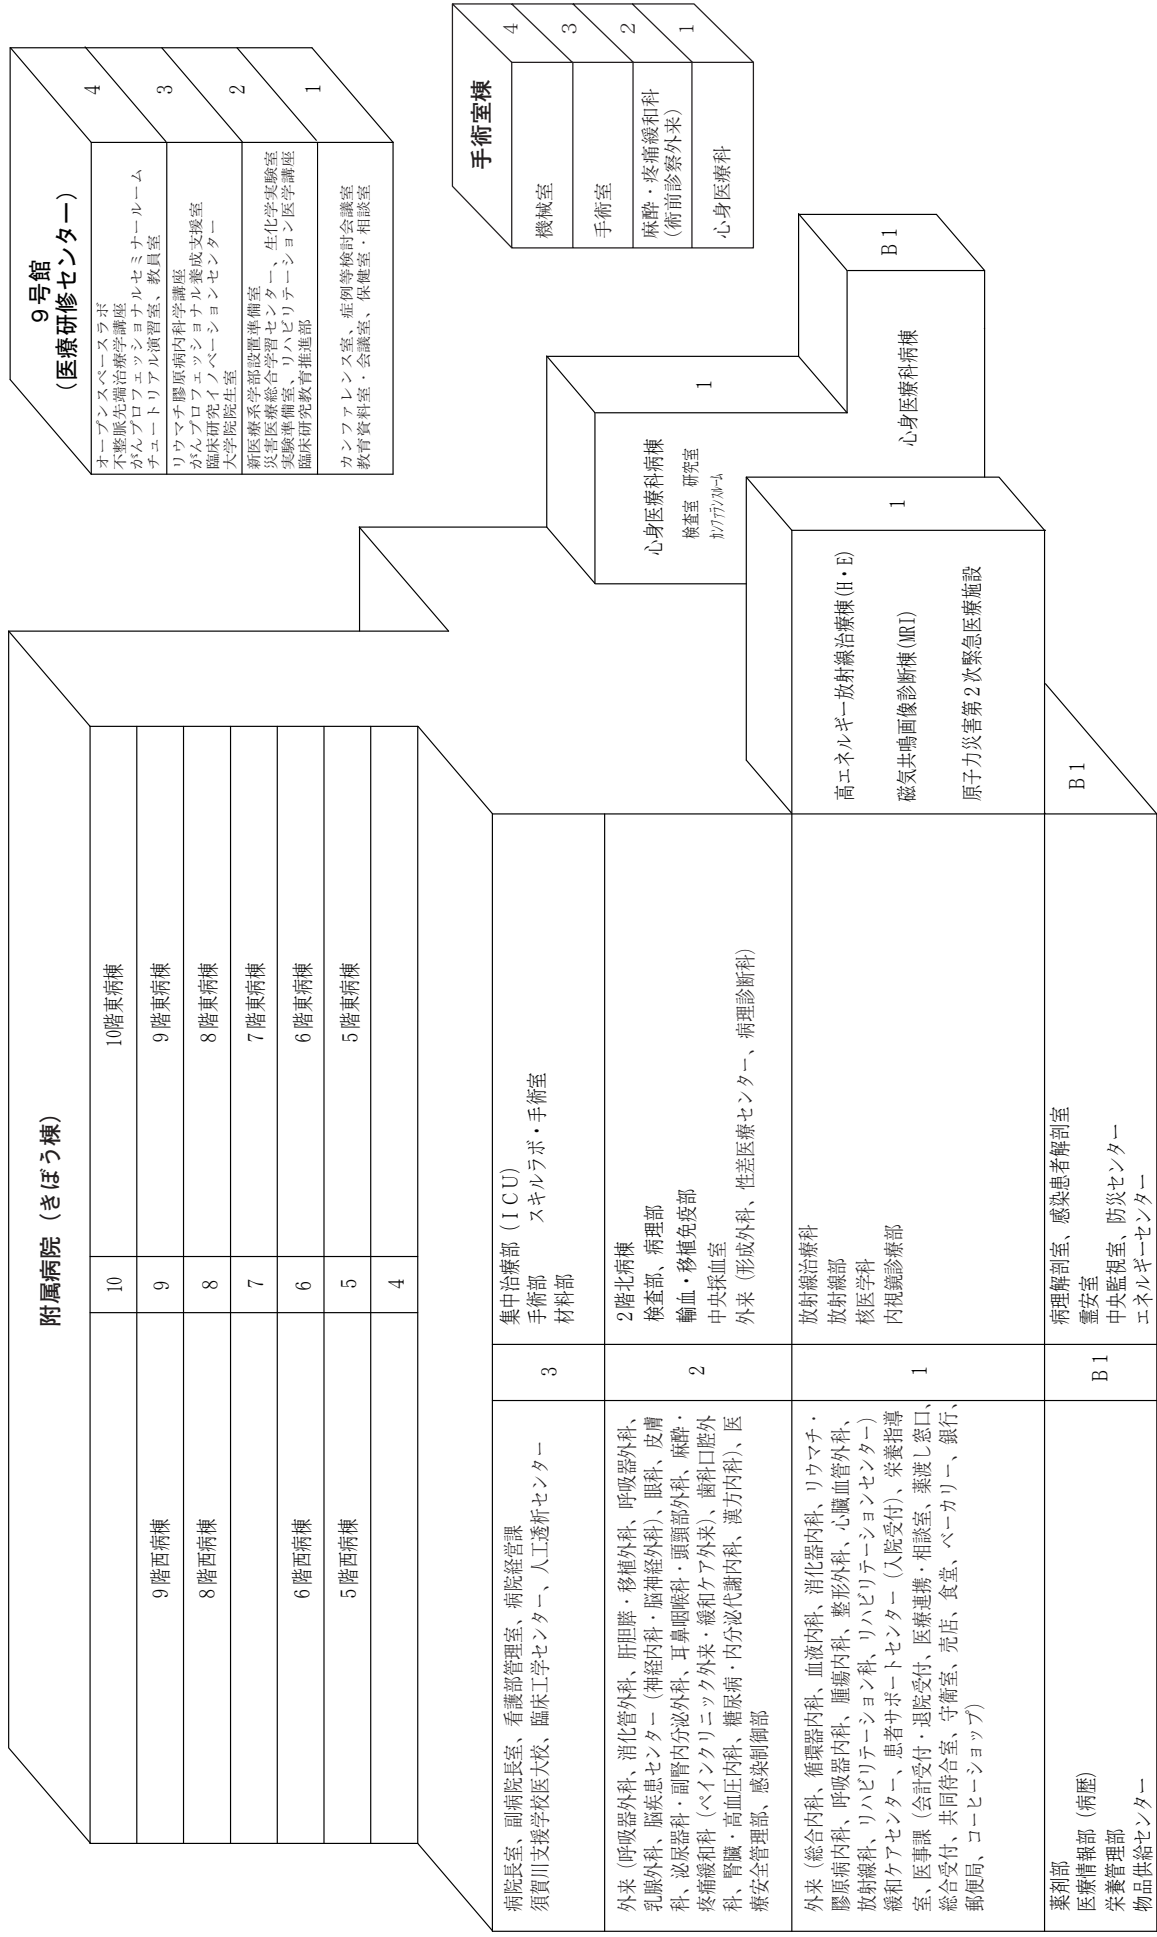 附属病院（きぼう棟）
10階東病棟
10
9階西病棟
9
9階東病棟
8階西病棟
8
8階東病棟
7
7階東病棟
6階西病棟
6
6階東病棟
5階西病棟
5
5階東病棟
4
病院長室、副病院長室、看護部管理室、病院経営課
須賀川支援学校医大校、臨床工学センター、人工透析センター
3
集中治療部（ＩＣＵ）
手術部　スキルラボ・手術室
材料部
外来（呼吸器外科、消化管外科、肝胆膵・移植外科、呼吸器外科、
乳腺外科、脳疾患センター（神経内科・脳神経外科）、眼科、皮膚
科、泌尿器科・副腎内分泌外科、耳鼻咽喉科・頭頸部外科、麻酔・
疼痛緩和科（ペインクリニック外来・緩和ケア外来）、歯科口腔外
科、腎臓・高血圧内科、糖尿病・内分泌代謝内科、漢方内科）、医
療安全管理部、感染制御部
2
2階北病棟
検査部、病理部
輸血・移植免疫部
中央採血室
外来（形成外科、性差医療センター、病理診断科）
外来（総合内科、循環器内科、血液内科、消化器内科、リウマチ・
膠原病内科、呼吸器内科、腫瘍内科、整形外科、心臓血管外科、
放射線科、リハビリテーション科、リハビリテーションセンター）
緩和ケアセンター、患者サポートセンター（入院受付）、栄養指導
室、医事課（会計受付・退院受付、医療連携・相談室、薬渡し窓口、
総合受付、共同待合室、守衛室、売店、食堂、ベーカリー、銀行、
郵便局、コーヒーショップ）
1
放射線治療科
放射線部
核医学科
内視鏡診療部
薬剤部
医療情報部（病歴）
栄養管理部
物品供給センター
B1
病理解剖室、感染患者解剖室
霊安室
中央監視室、防災センター
エネルギーセンター
B1
高エネルギー放射線治療棟(H・E)
磁気共鳴画像診断棟(MRI)
原子力災害第２次緊急医療施設
1
心身医療科病棟
検査室　研究室
カンファランスルーム
1
心身医療科病棟
B1
9号館
（医療研修センター）
オープンスペースラボ
不整脈先端治療学講座
がんプロフェッショナルセミナールーム
チュートリアル演習室、教員室
4
リウマチ膠原病内科学講座
がんプロフェッショナル養成支援室
臨床研究イノベーションセンター
大学院院生室
3
新医療系学部設置準備室
災害医療総合学習センター、生化学実験室
実験準備室、リハビリテーション医学講座
臨床研究教育推進部
2
カンファレンス室、症例等検討会議室
教育資料室・会議室、保健室・相談室
1
手術室棟
機械室
4
手術室
3
麻酔・疼痛緩和科
（術前診察外来）
2
心身医療科
1